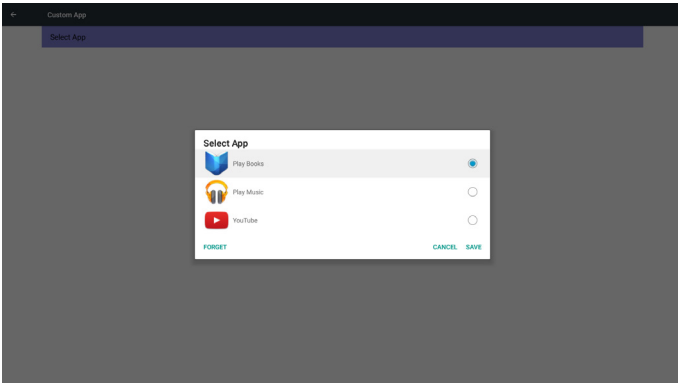 Custom App
Select App
Select App
Play Books
Play Music
YouTube
FORGET CANCEL SAVE